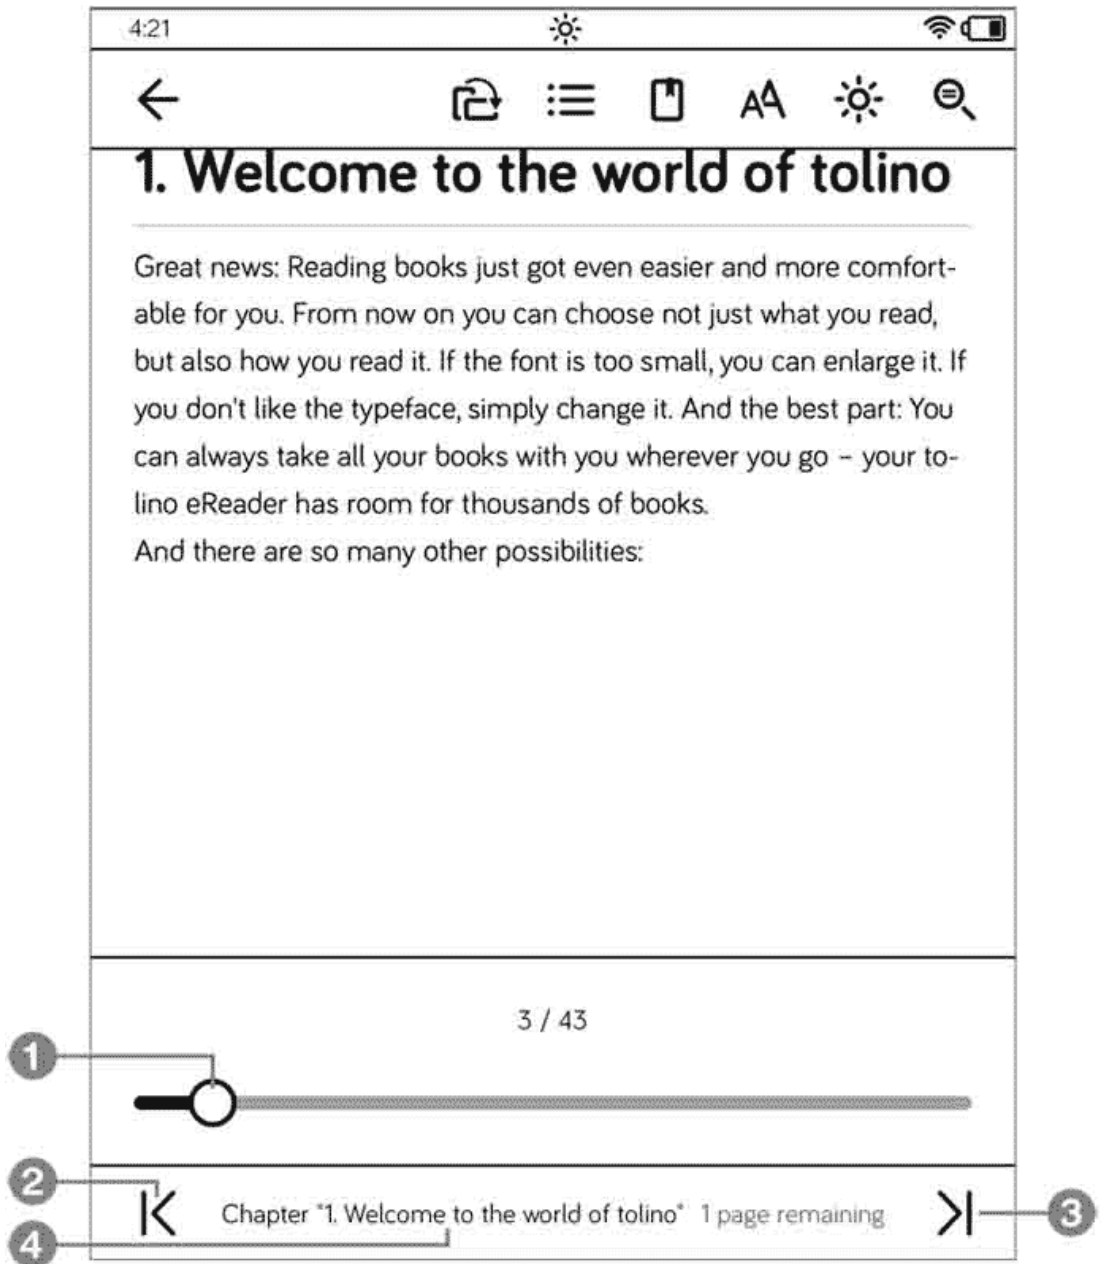 4:21
1. Welcome to the world of tolino
Great news: Reading books just got even easier and more comfort-
able for you. From now on you can choose not just what you read,
but also how you read it. If the font is too small, you can enlarge it. If
you don't like the typeface, simply change it. And the best part: You
can always take all your books with you wherever you go – your to-
lino eReader has room for thousands of books.
And there are so many other possibilities:
3 / 43
1
2
Chapter "1. Welcome to the world of tolino" 1 page remaining
3
4